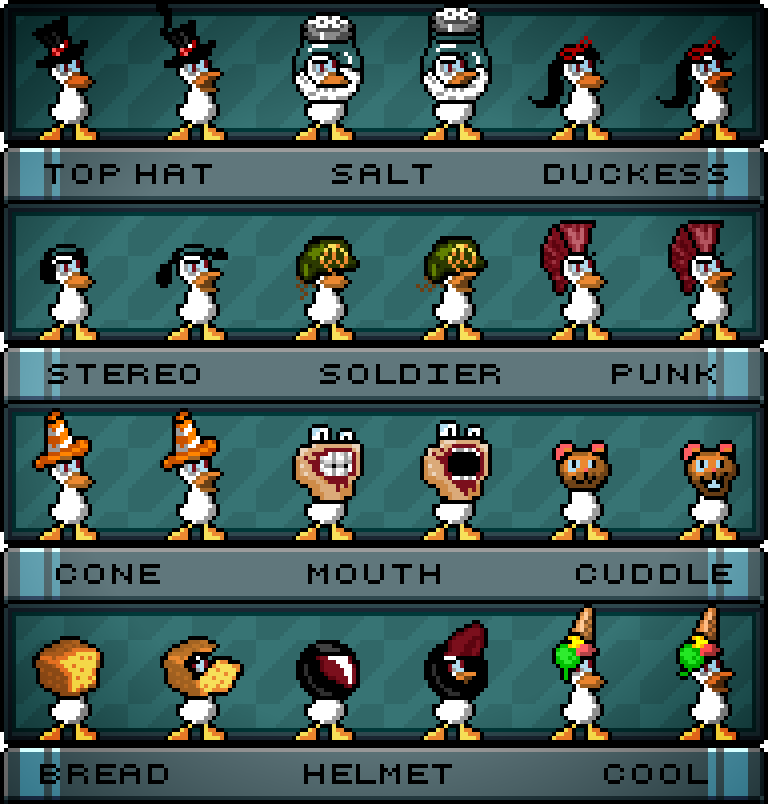 TOP HAT SALT DUCKESS
STEREO SOLDIER PUNK
CONE MOUTH CUDDLE
BREAD HELMET COOL